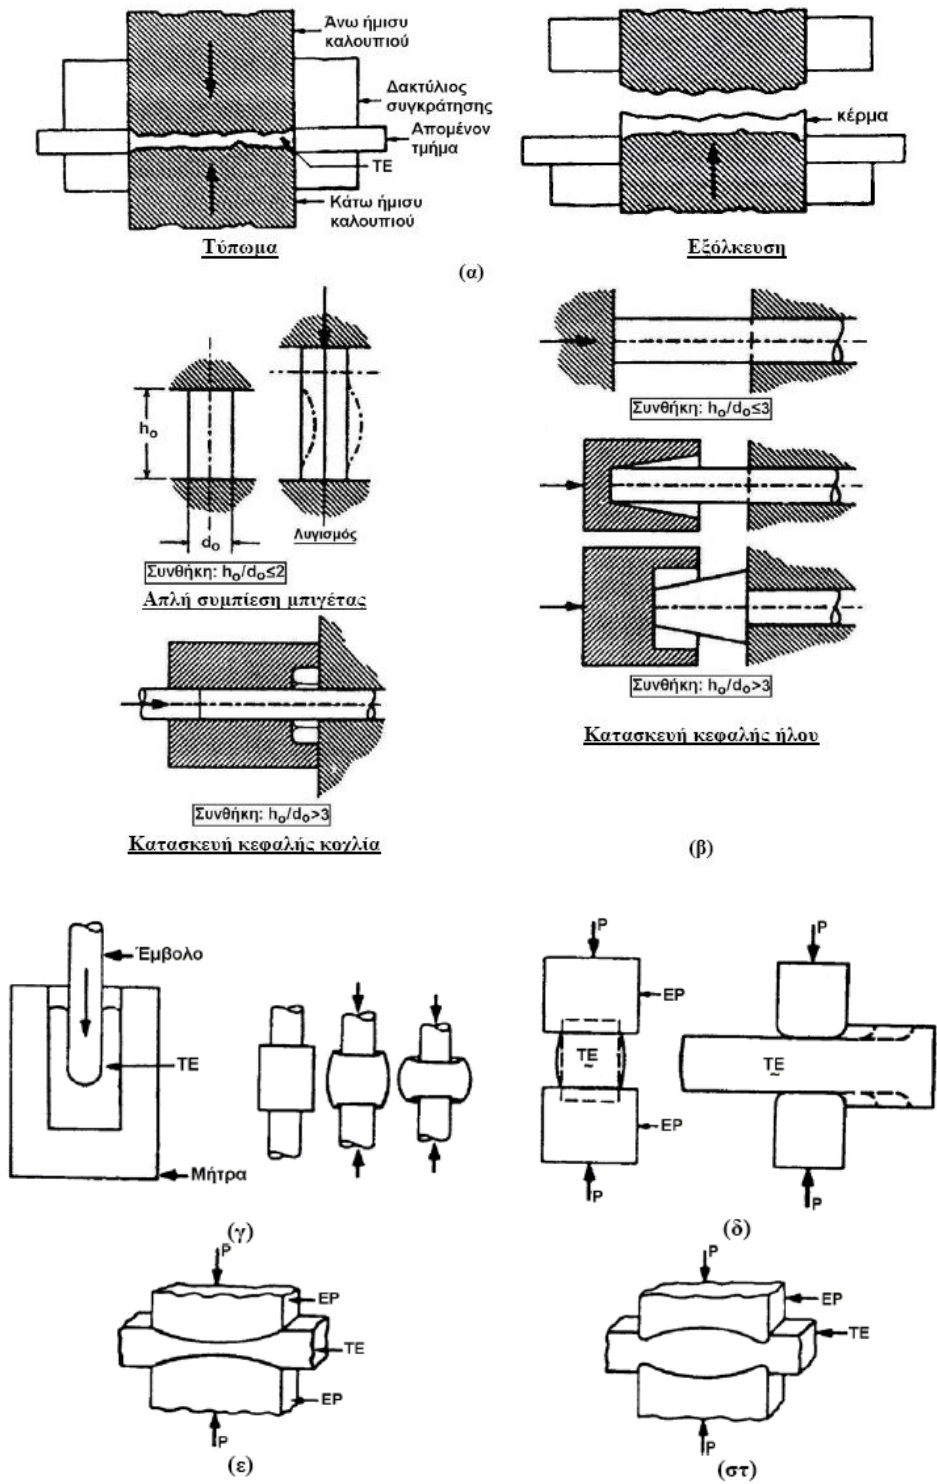 Άνω ήμισυ
καλουπιού
Δακτύλιος
συγκράτησης
Απομένον
τμήμα
ΤΕ
Κάτω ήμισυ
καλουπιού
Τύπωμα
κέρμα
Εξόλκευση
(α)
h₀
d₀
Λυγισμός
Συνθήκη: h₀/d₀≤2
Απλή συμπίεση μπιγέτας
Συνθήκη: h₀/d₀≤3
Συνθήκη: h₀/d₀>3
Κατασκευή κεφαλής ήλου
Συνθήκη: h₀/d₀>3
Κατασκευή κεφαλής κοχλία
(β)
Έμβολο
ΤΕ
Μήτρα
(γ)
P
ΕΡ
ΤΕ
ΕΡ
P
P
ΤΕ
P
(δ)
P
ΕΡ
ΤΕ
ΕΡ
P
(ε)
P
ΕΡ
ΤΕ
P
(στ)